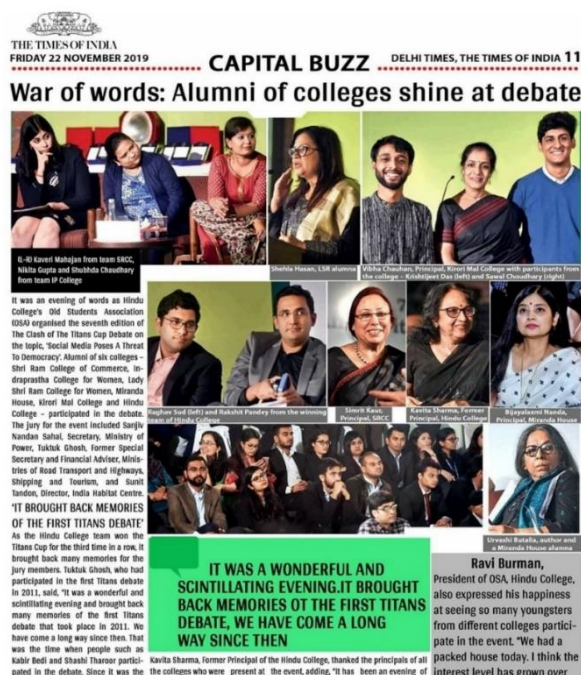 THE TIMES OF INDIA
FRIDAY 22 NOVEMBER 2019
CAPITAL BUZZ
DELHI TIMES, THE TIMES OF INDIA 11
War of words: Alumni of colleges shine at debate
(L-R) Kaveri Mahajan from team SRCC,
Nikita Gupta and Shubhda Chaudhary
from team IP College
Shehla Hasan, LSR alumna
Vibha Chauhan, Principal, Kirori Mal College with participants from
the college – Krishtijeet Das (left) and Sawai Choudhary (right)
It was an evening of words as Hindu
College's Old Students Association
(OSA) organised the seventh edition of
The Clash of The Titans Cup Debate on
the topic, 'Social Media Poses A Threat
To Democracy'. Alumni of six colleges –
Shri Ram College of Commerce, In-
draprastha College for Women, Lady
Shri Ram College for Women, Miranda
House, Kirori Mal College and Hindu
College – participated in the debate.
The jury for the event included Sanjiv
Nandan Sahai, Secretary, Ministry of
Power, Tuktuk Ghosh, Former Special
Secretary and Financial Adviser, Minis-
tries of Road Transport and Highways,
Shipping and Tourism, and Sunit
Tandon, Director, India Habitat Centre.
'IT BROUGHT BACK MEMORIES
OF THE FIRST TITANS DEBATE'
As the Hindu College team won the
Titans Cup for the third time in a row, it
brought back many memories for the
jury members. Tuktuk Ghosh, who had
participated in the first Titans debate
in 2011, said, "It was a wonderful and
scintillating evening and brought back
many memories of the first Titans
debate that took place in 2011. We
have come a long way since then. That
was the time when people such as
Kabir Bedi and Shashi Tharoor partici-
pated in the debate. Since it was the
Raghav Sud (left) and Rakshit Pandey from the winning
team of Hindu College
Simrit Kaur,
Principal, SRCC
Kavita Sharma, Former
Principal, Hindu College
Bijayalaxmi Nanda,
Principal, Miranda House
Urvashi Butalia, author and
a Miranda House alumna
IT WAS A WONDERFUL AND
SCINTILLATING EVENING.IT BROUGHT
BACK MEMORIES OT THE FIRST TITANS
DEBATE, WE HAVE COME A LONG
WAY SINCE THEN
Kavita Sharma, Former Principal of the Hindu College, thanked the principals of all
the colleges who were present at the event, adding, "It has been an evening of
Ravi Burman,
President of OSA, Hindu College,
also expressed his happiness
at seeing so many youngsters
from different colleges partici-
pate in the event. "We had a
packed house today. I think the
interest level has grown over